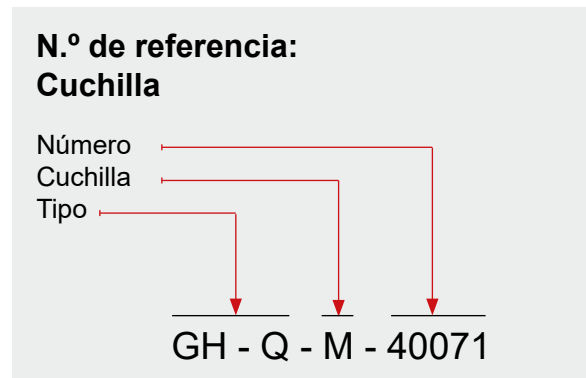 N.º de referencia:
Cuchilla
Número
Cuchilla
Tipo
GH - Q - M - 40071